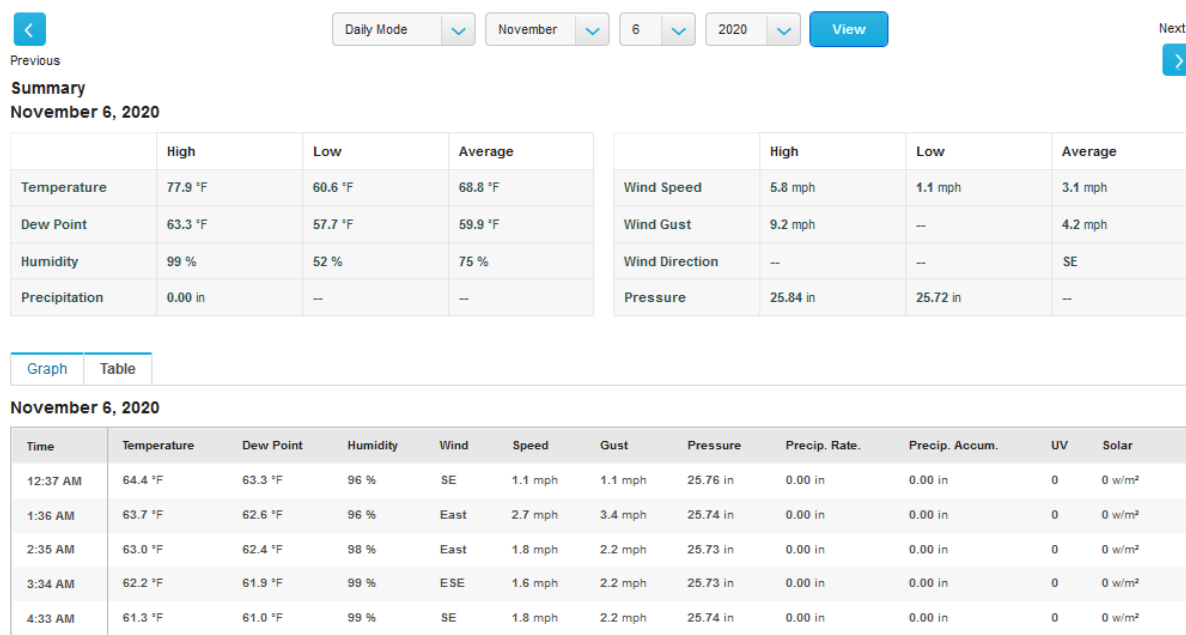 Daily Mode November 6 2020 View Next
Previous
Summary
November 6, 2020
High Low Average
Temperature 77.9 °F 60.6 °F 68.8 °F
Dew Point 63.3 °F 57.7 °F 59.9 °F
Humidity 99 % 52 % 75 %
Precipitation 0.00 in -- --
High Low Average
Wind Speed 5.8 mph 1.1 mph 3.1 mph
Wind Gust 9.2 mph -- 4.2 mph
Wind Direction -- -- SE
Pressure 25.84 in 25.72 in --
Graph Table
November 6, 2020
Time Temperature Dew Point Humidity Wind Speed Gust Pressure Precip. Rate. Precip. Accum. UV Solar
12:37 AM 64.4 °F 63.3 °F 96 % SE 1.1 mph 1.1 mph 25.76 in 0.00 in 0.00 in 0 0 w/m²
1:36 AM 63.7 °F 62.6 °F 96 % East 2.7 mph 3.4 mph 25.74 in 0.00 in 0.00 in 0 0 w/m²
2:35 AM 63.0 °F 62.4 °F 98 % East 1.8 mph 2.2 mph 25.73 in 0.00 in 0.00 in 0 0 w/m²
3:34 AM 62.2 °F 61.9 °F 99 % ESE 1.6 mph 2.2 mph 25.73 in 0.00 in 0.00 in 0 0 w/m²
4:33 AM 61.3 °F 61.0 °F 99 % SE 1.8 mph 2.2 mph 25.74 in 0.00 in 0.00 in 0 0 w/m²